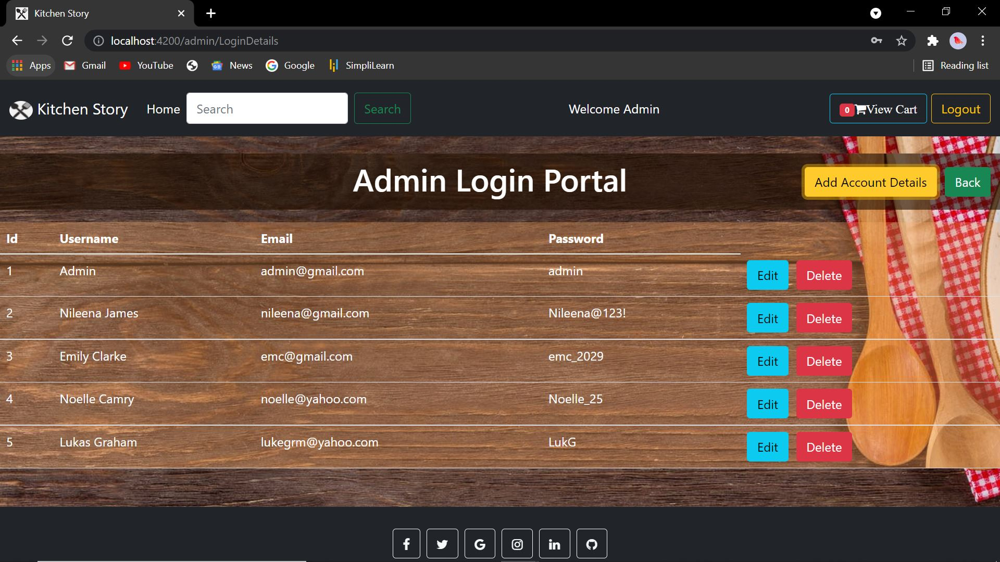 Kitchen Story
localhost:4200/admin/LoginDetails
Apps Gmail YouTube News Google SimpliLearn Reading list
Kitchen Story Home Search Search Welcome Admin 0 View Cart Logout
Admin Login Portal Add Account Details Back
Id Username Email Password
1 Admin admin@gmail.com admin Edit Delete
2 Nileena James nileena@gmail.com Nileena@123! Edit Delete
3 Emily Clarke emc@gmail.com emc_2029 Edit Delete
4 Noelle Camry noelle@yahoo.com Noelle_25 Edit Delete
5 Lukas Graham lukegrm@yahoo.com LukG Edit Delete